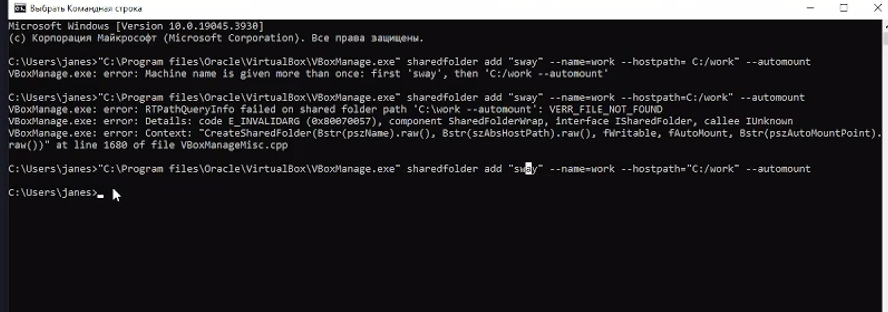 Выбрать Командная строка
Microsoft Windows [Version 10.0.19045.3930]
(c) Корпорация Майкрософт (Microsoft Corporation). Все права защищены.
C:\Users\janes>"C:\Program files\Oracle\VirtualBox\VBoxManage.exe" sharedfolder add "sway" --name=work --hostpath= C:/work" --automount
VBoxManage.exe: error: Machine name is given more than once: first 'sway', then 'C:/work --automount'
C:\Users\janes>"C:\Program files\Oracle\VirtualBox\VBoxManage.exe" sharedfolder add "sway" --name=work --hostpath=C:/work" --automount
VBoxManage.exe: error: RTPathQueryInfo failed on shared folder path 'C:\work --automount': VERR_FILE_NOT_FOUND
VBoxManage.exe: error: Details: code E_INVALIDARG (0x80070057), component SharedFolderWrap, interface ISharedFolder, callee IUnknown
VBoxManage.exe: error: Context: "CreateSharedFolder(Bstr(pszName).raw(), Bstr(szAbsHostPath).raw(), fWritable, fAutoMount, Bstr(pszAutoMountPoint).
raw())" at line 1680 of file VBoxManageMisc.cpp
C:\Users\janes>"C:\Program files\Oracle\VirtualBox\VBoxManage.exe" sharedfolder add "sway" --name=work --hostpath="C:/work" --automount
C:\Users\janes>